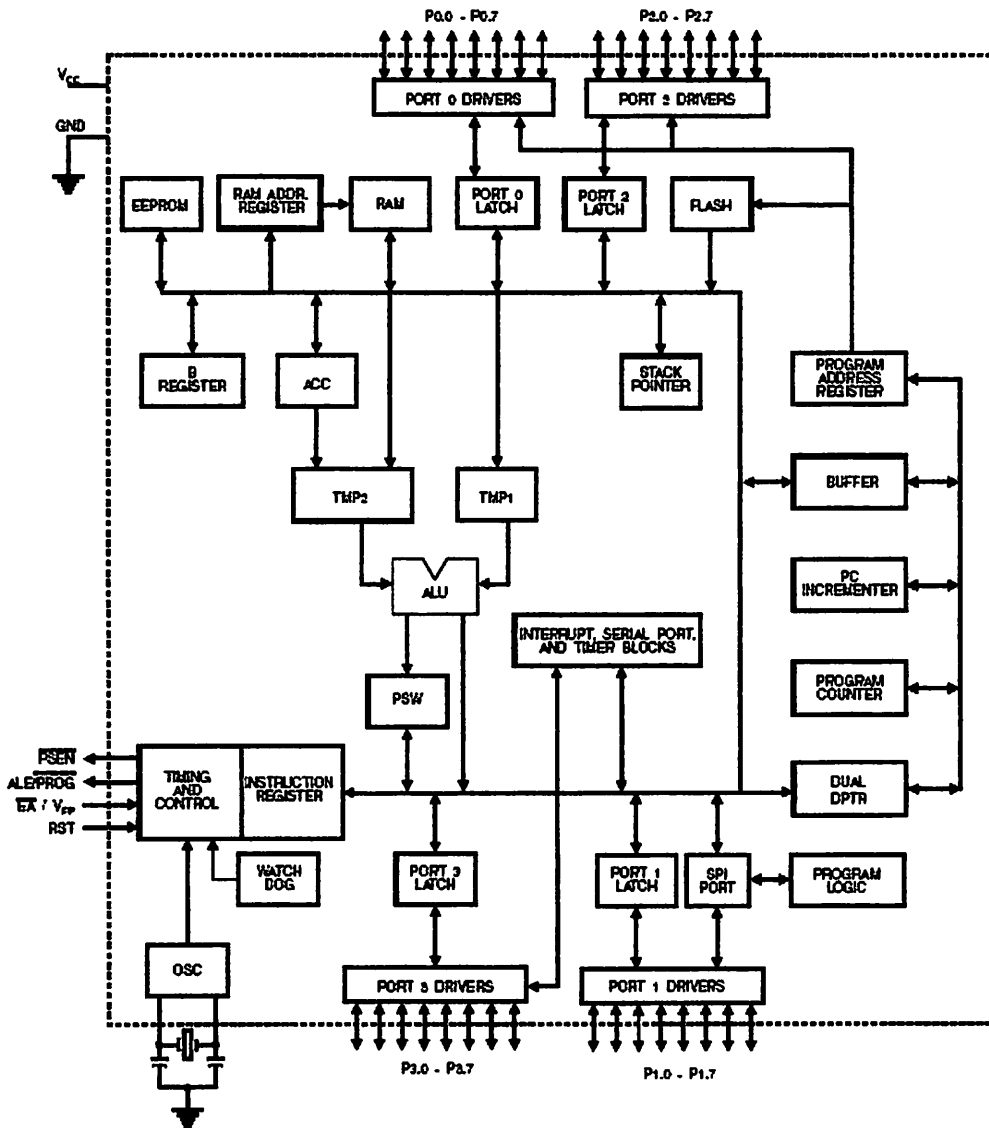 P0.0 - P0.7
P2.0 - P2.7
VCC
GND
PORT 0 DRIVERS
PORT 2 DRIVERS
EEPROM
RAM ADDR.
REGISTER
RAM
PORT 0
LATCH
PORT 2
LATCH
FLASH
B
REGISTER
ACC
STACK
POINTER
PROGRAM
ADDRESS
REGISTER
TMP2
TMP1
BUFFER
ALU
PC
INCREMENTER
INTERRUPT, SERIAL PORT,
AND TIMER BLOCKS
PSW
PROGRAM
COUNTER
PSEN
ALE/PROG
EA / VPP
RST
TIMING
AND
CONTROL
INSTRUCTION
REGISTER
DUAL
DPTR
WATCH
DOG
PORT 3
LATCH
PORT 1
LATCH
SPI
PORT
PROGRAM
LOGIC
OSC
PORT 3 DRIVERS
PORT 1 DRIVERS
P3.0 - P3.7
P1.0 - P1.7